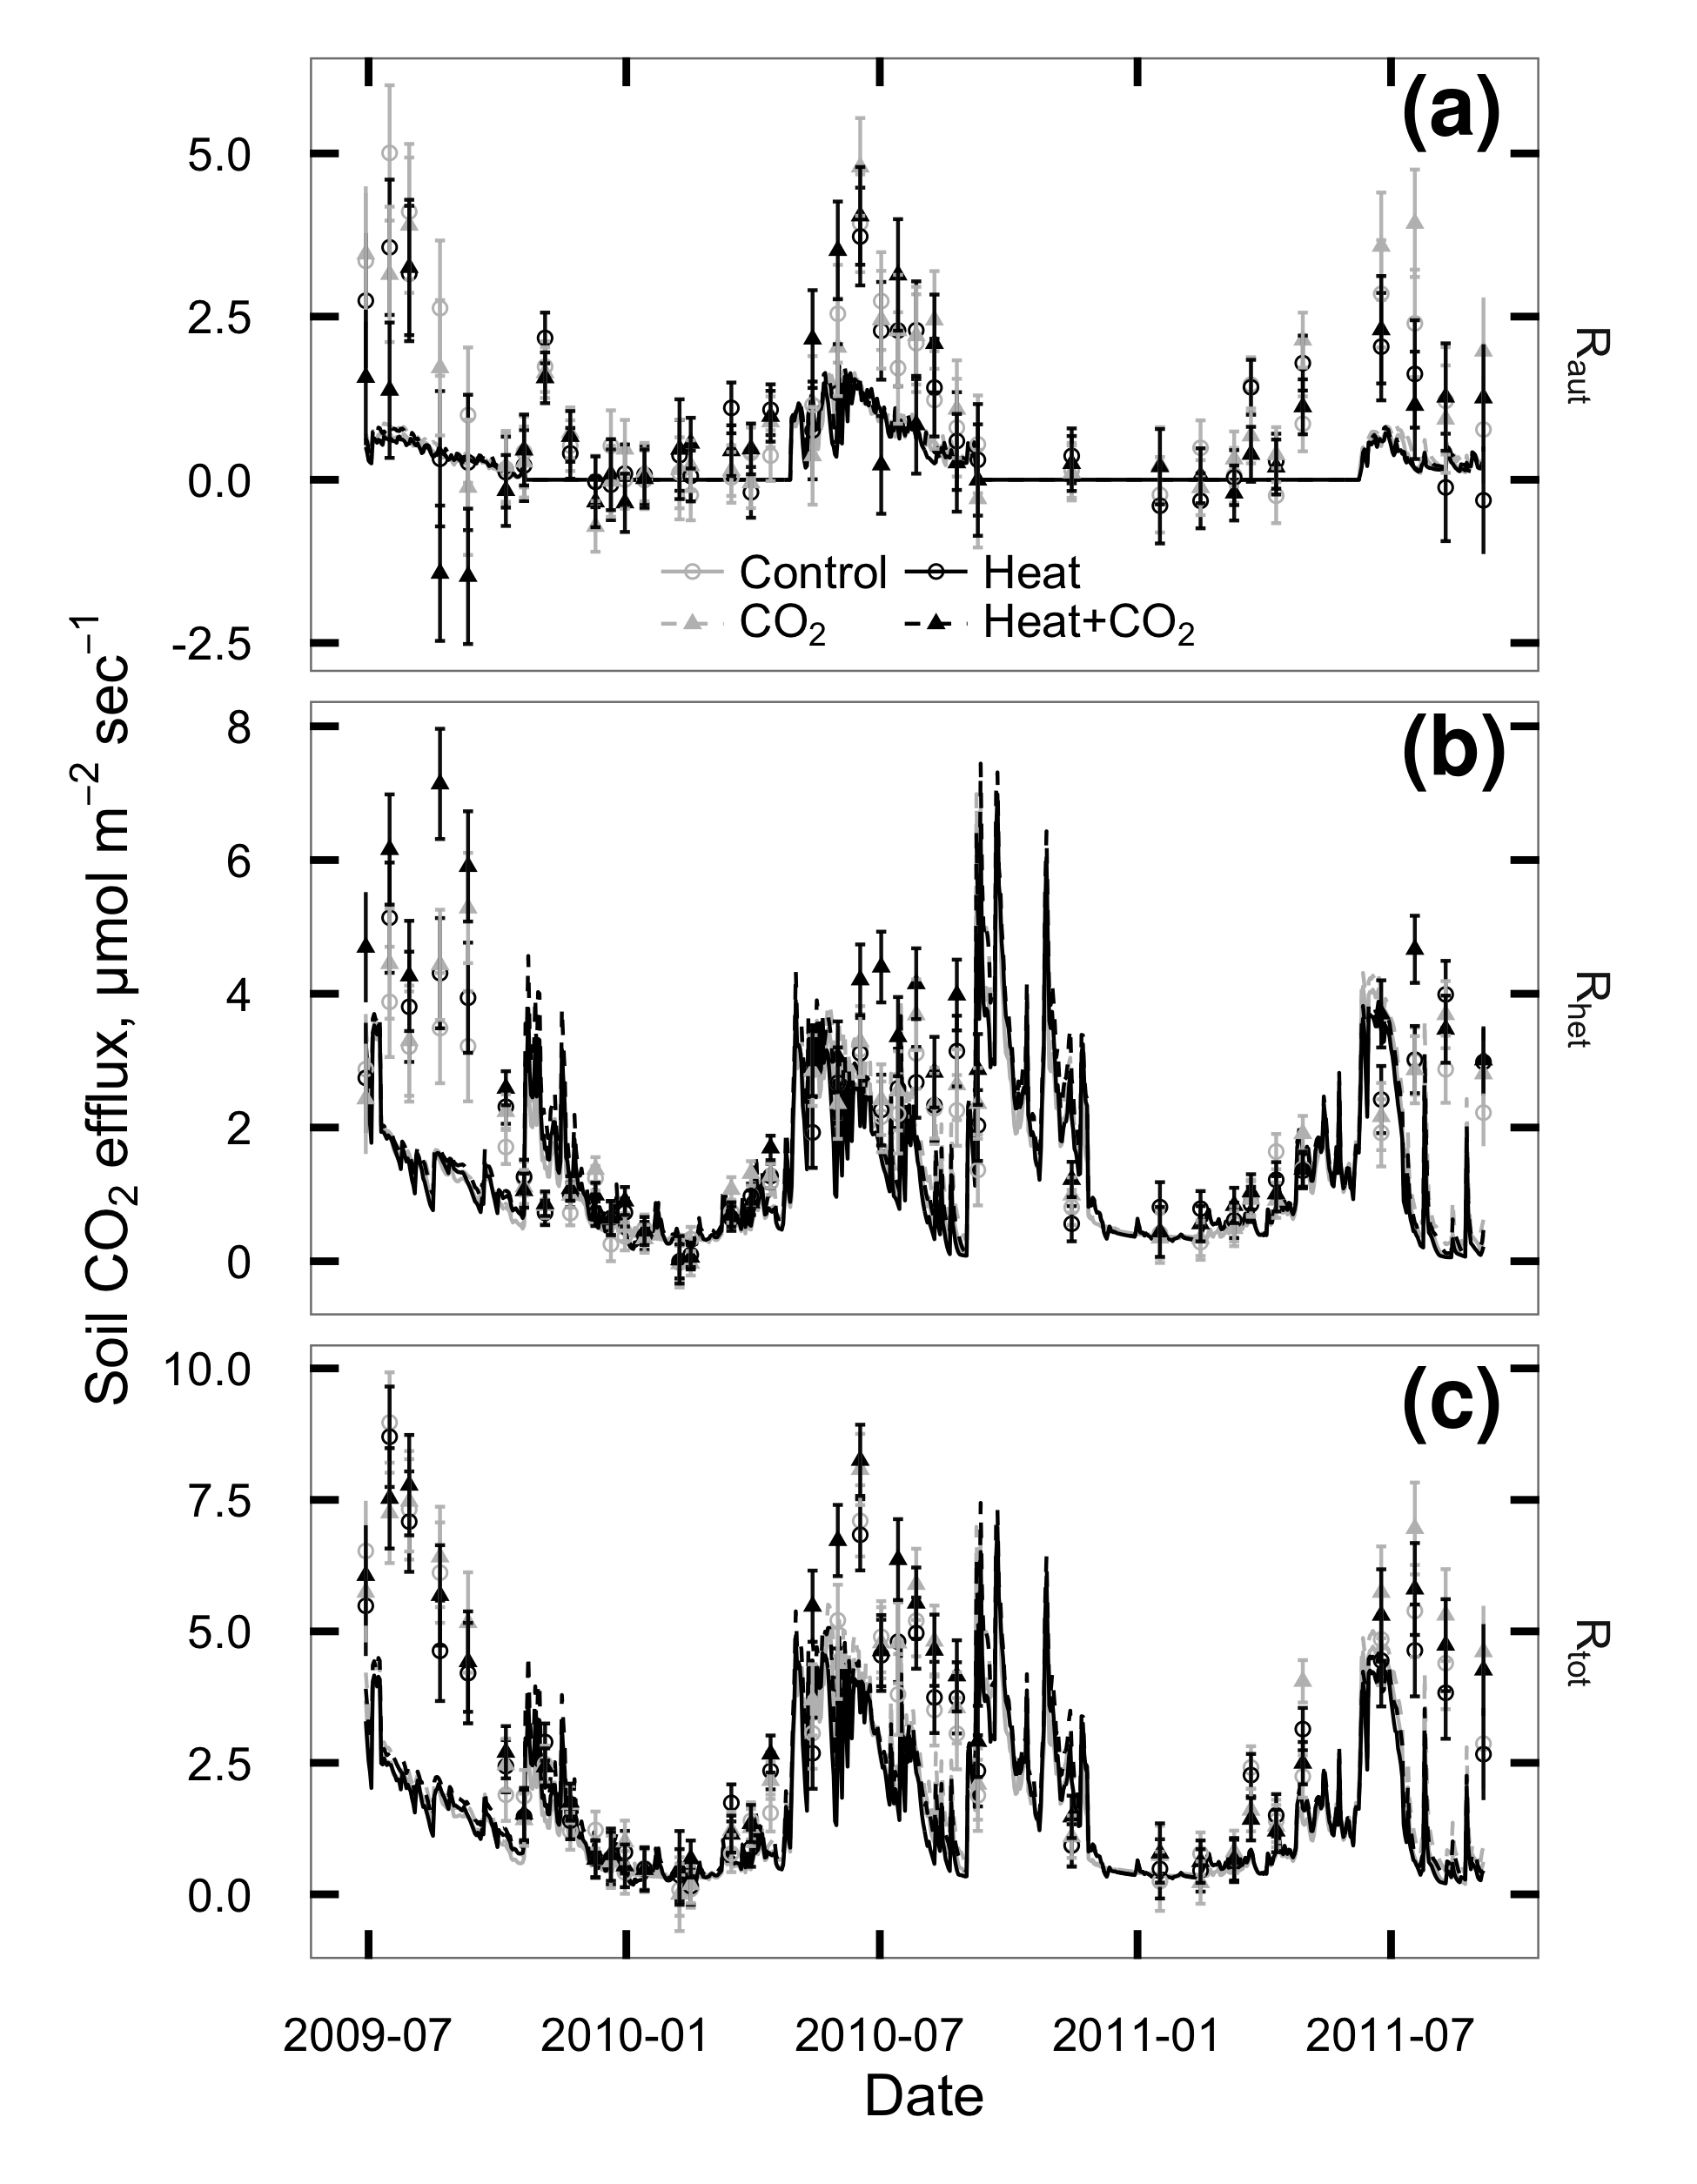 (a)
5.0
2.5
0.0
-2.5
Raut
Control
Heat
CO2
Heat+CO2
Soil CO2 efflux, µmol m−2 sec−1
(b)
8
6
4
2
0
Rhet
(c)
10.0
7.5
5.0
2.5
0.0
Rtot
2009-07 2010-01 2010-07 2011-01 2011-07
Date